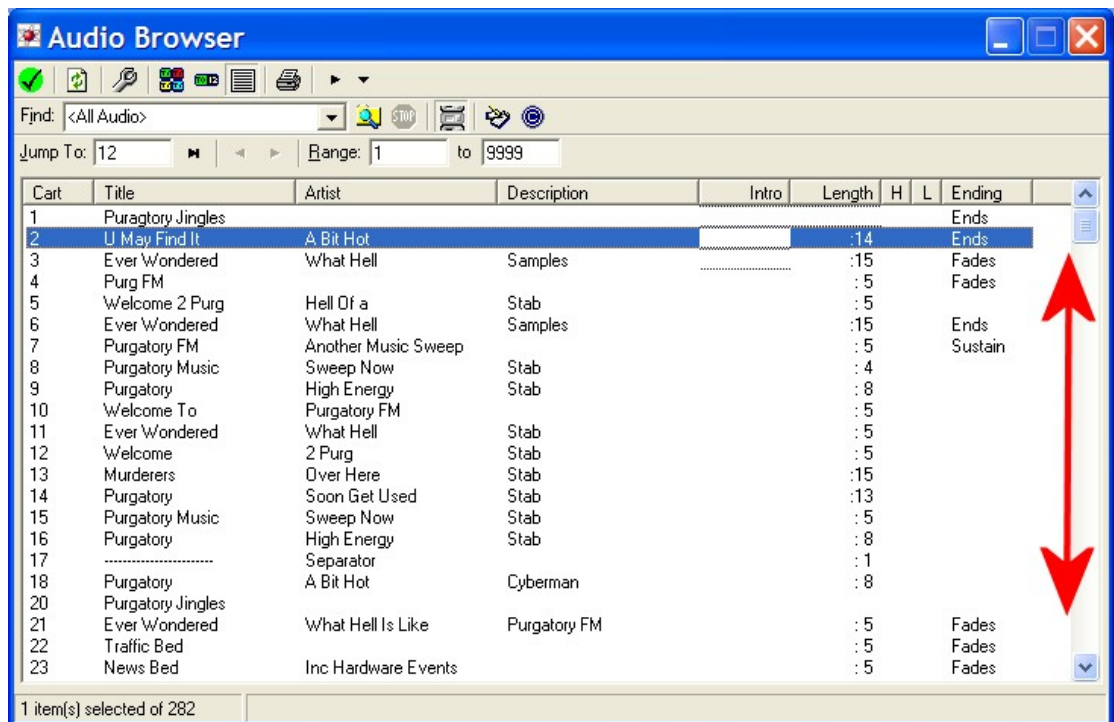 Audio Browser
Find: <All Audio> STOP
Jump To: 12 Range: 1 to 9999
Cart Title Artist Description Intro Length H L Ending
1 Puragtory Jingles Ends
2 U May Find It A Bit Hot :14 Ends
3 Ever Wondered What Hell Samples :15 Fades
4 Purg FM : 5 Fades
5 Welcome 2 Purg Hell Of a Stab : 5
6 Ever Wondered What Hell Samples :15 Ends
7 Purgatory FM Another Music Sweep : 5 Sustain
8 Purgatory Music Sweep Now Stab : 4
9 Purgatory High Energy Stab : 8
10 Welcome To Purgatory FM : 5
11 Ever Wondered What Hell Stab : 5
12 Welcome 2 Purg Stab : 5
13 Murderers Over Here Stab :15
14 Purgatory Soon Get Used Stab :13
15 Purgatory Music Sweep Now Stab : 5
16 Purgatory High Energy Stab : 8
17 ----------------------- Separator : 1
18 Purgatory A Bit Hot Cyberman : 8
20 Purgatory Jingles
21 Ever Wondered What Hell Is Like Purgatory FM : 5 Fades
22 Traffic Bed : 5 Fades
23 News Bed Inc Hardware Events : 5 Fades
1 item(s) selected of 282